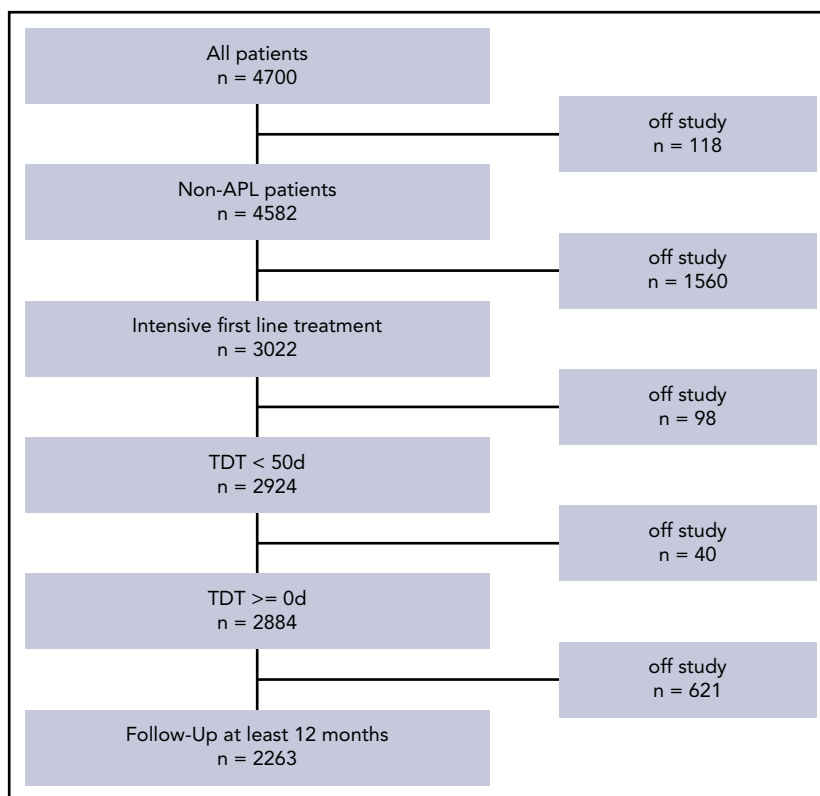 All patients
n = 4700
off study
n = 118
Non-APL patients
n = 4582
off study
n = 1560
Intensive first line treatment
n = 3022
off study
n = 98
TDT < 50d
n = 2924
off study
n = 40
TDT >= 0d
n = 2884
off study
n = 621
Follow-Up at least 12 months
n = 2263